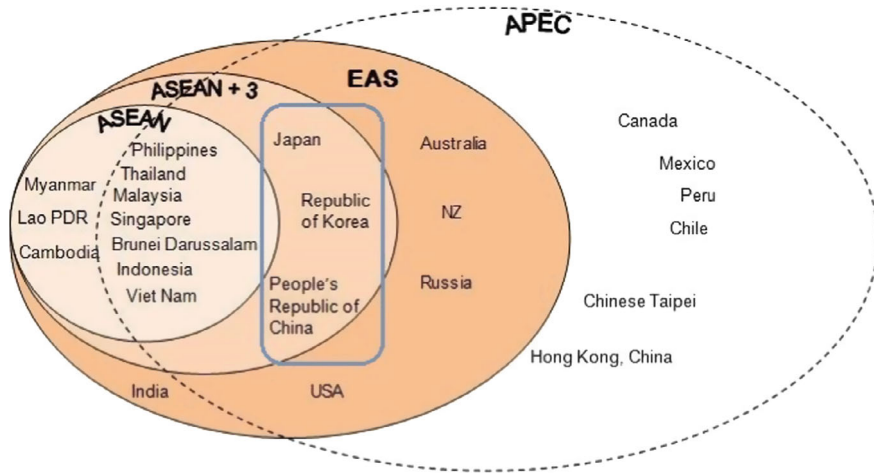 APEC
EAS
ASEAN + 3
ASEAN
Philippines
Thailand
Malaysia
Singapore
Brunei Darussalam
Indonesia
Viet Nam
Myanmar
Lao PDR
Cambodia
Japan
Republic
of Korea
People's
Republic of
China
Australia
NZ
Russia
India
USA
Canada
Mexico
Peru
Chile
Chinese Taipei
Hong Kong, China